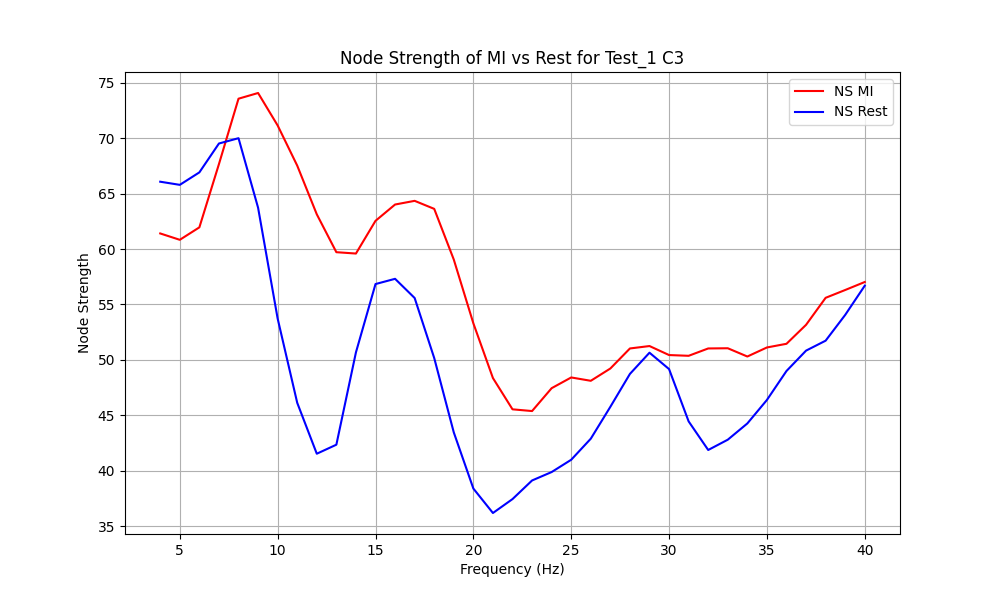 Node Strength of MI vs Rest for Test_1 C3
NS MI
NS Rest
Node Strength
75
70
65
60
55
50
45
40
35
5 10 15 20 25 30 35 40
Frequency (Hz)